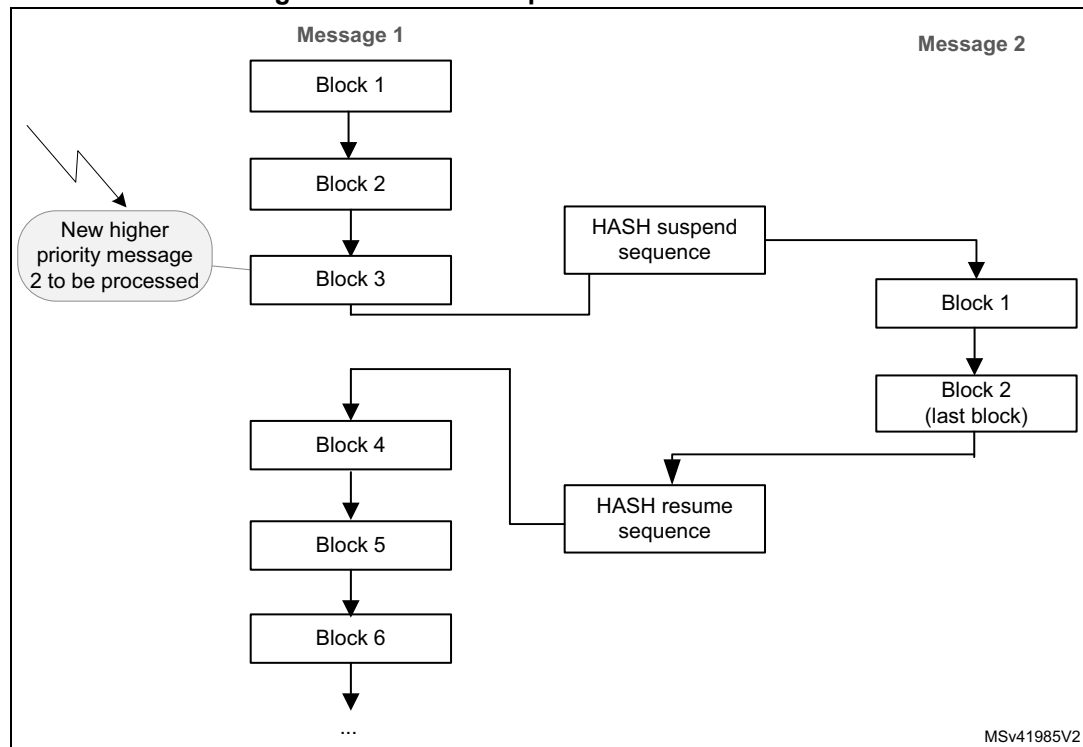 Message 1
Message 2
Block 1
Block 2
New higher
priority message
2 to be processed
Block 3
HASH suspend
sequence
Block 1
Block 2
(last block)
Block 4
HASH resume
sequence
Block 5
Block 6
...
MSv41985V2